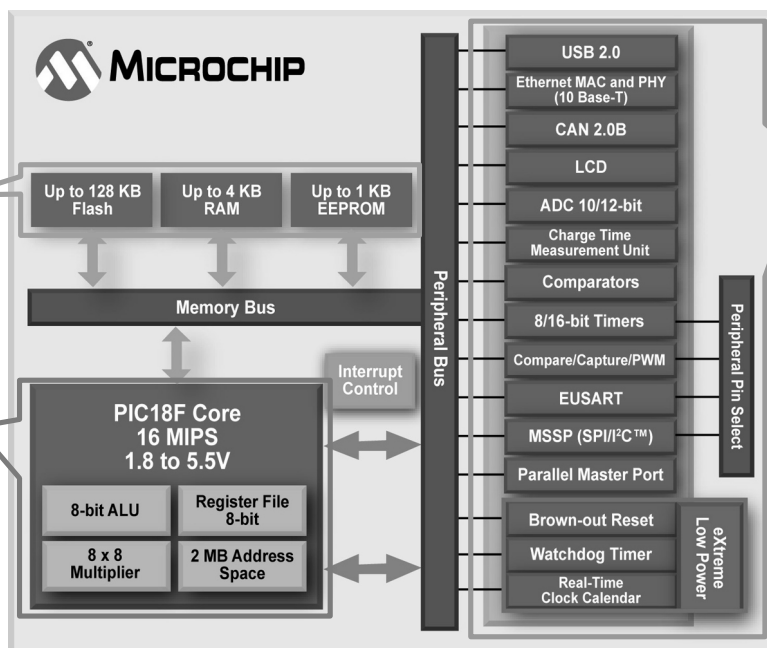 MICROCHIP
®
Up to 128 KB
Flash
Up to 4 KB
RAM
Up to 1 KB
EEPROM
Memory Bus
Interrupt
Control
PIC18F Core
16 MIPS
1.8 to 5.5V
8-bit ALU
Register File
8-bit
8 x 8
Multiplier
2 MB Address
Space
Peripheral Bus
USB 2.0
Ethernet MAC and PHY
(10 Base-T)
CAN 2.0B
LCD
ADC 10/12-bit
Charge Time
Measurement Unit
Comparators
8/16-bit Timers
Compare/Capture/PWM
EUSART
MSSP (SPI/I²C™)
Parallel Master Port
Brown-out Reset
Watchdog Timer
Real-Time
Clock Calendar
eXtreme
Low Power
Peripheral Pin Select